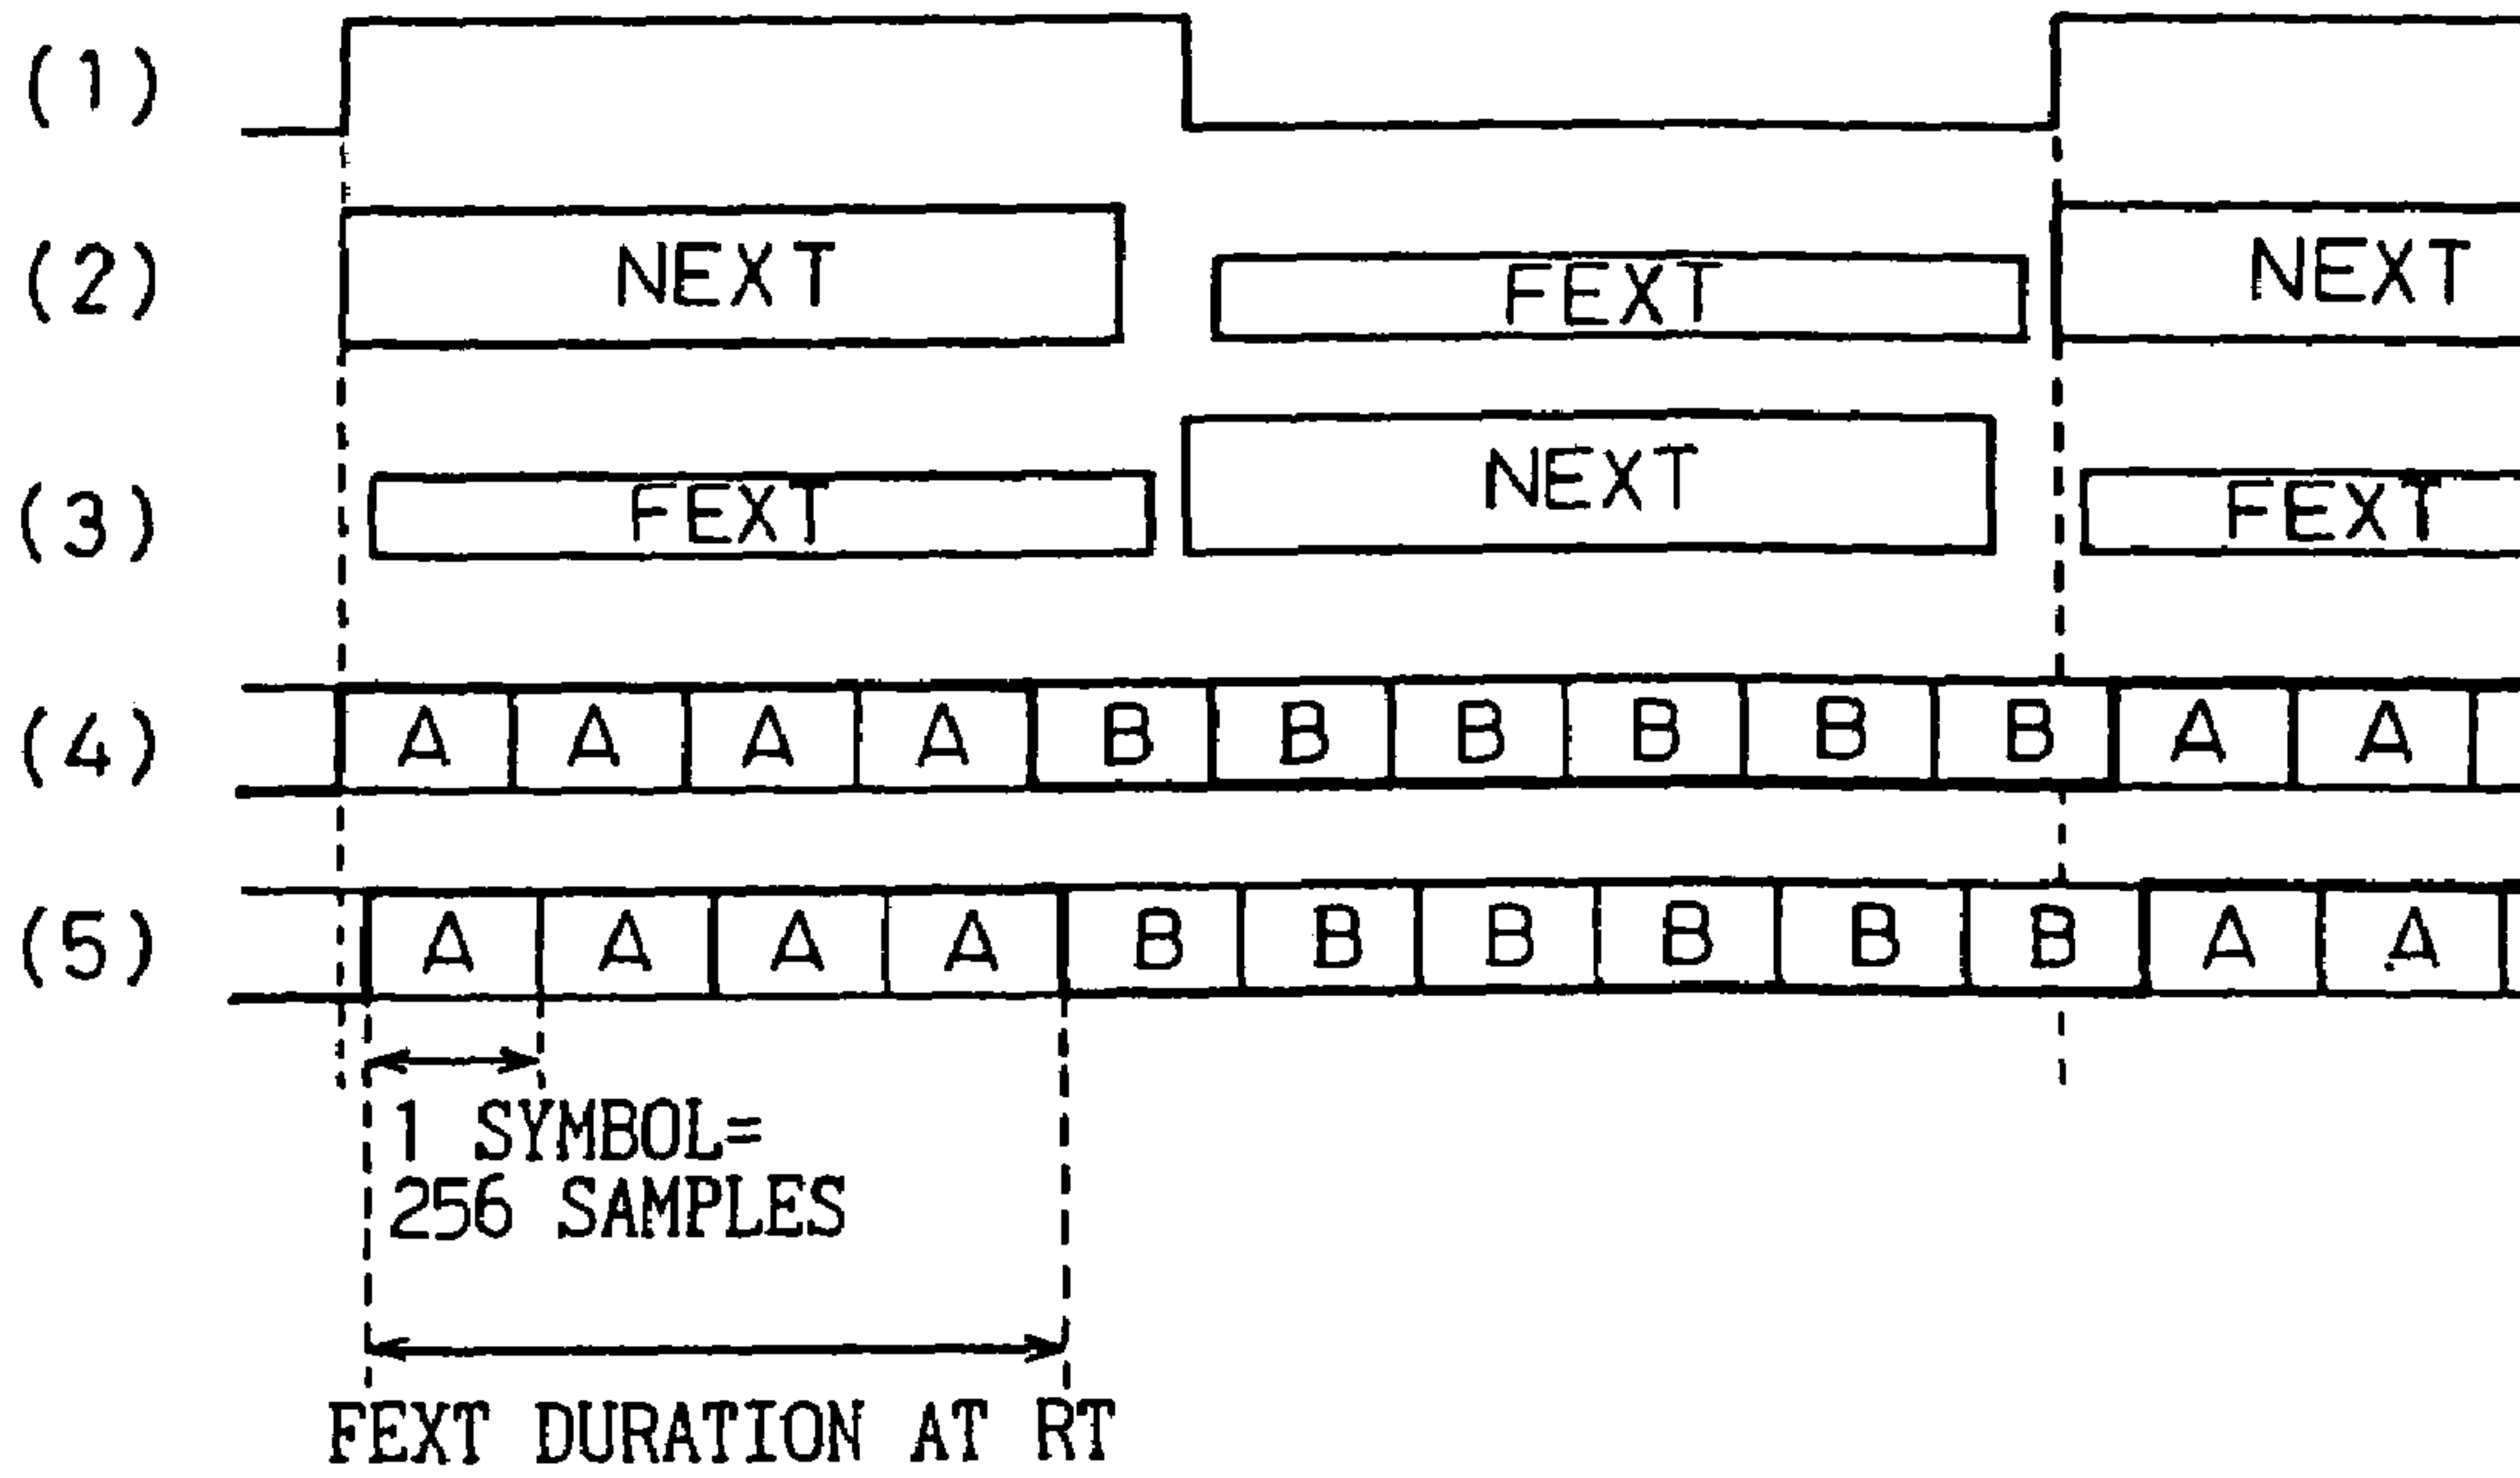 (1)
(2) NEXT FEXT NEXT
(3) FEXT NEXT FEXT
(4) A A A A B B B B B B A A
(5) A A A A B B B B B B A A
1 SYMBOL=
256 SAMPLES
FEXT DURATION AT RT